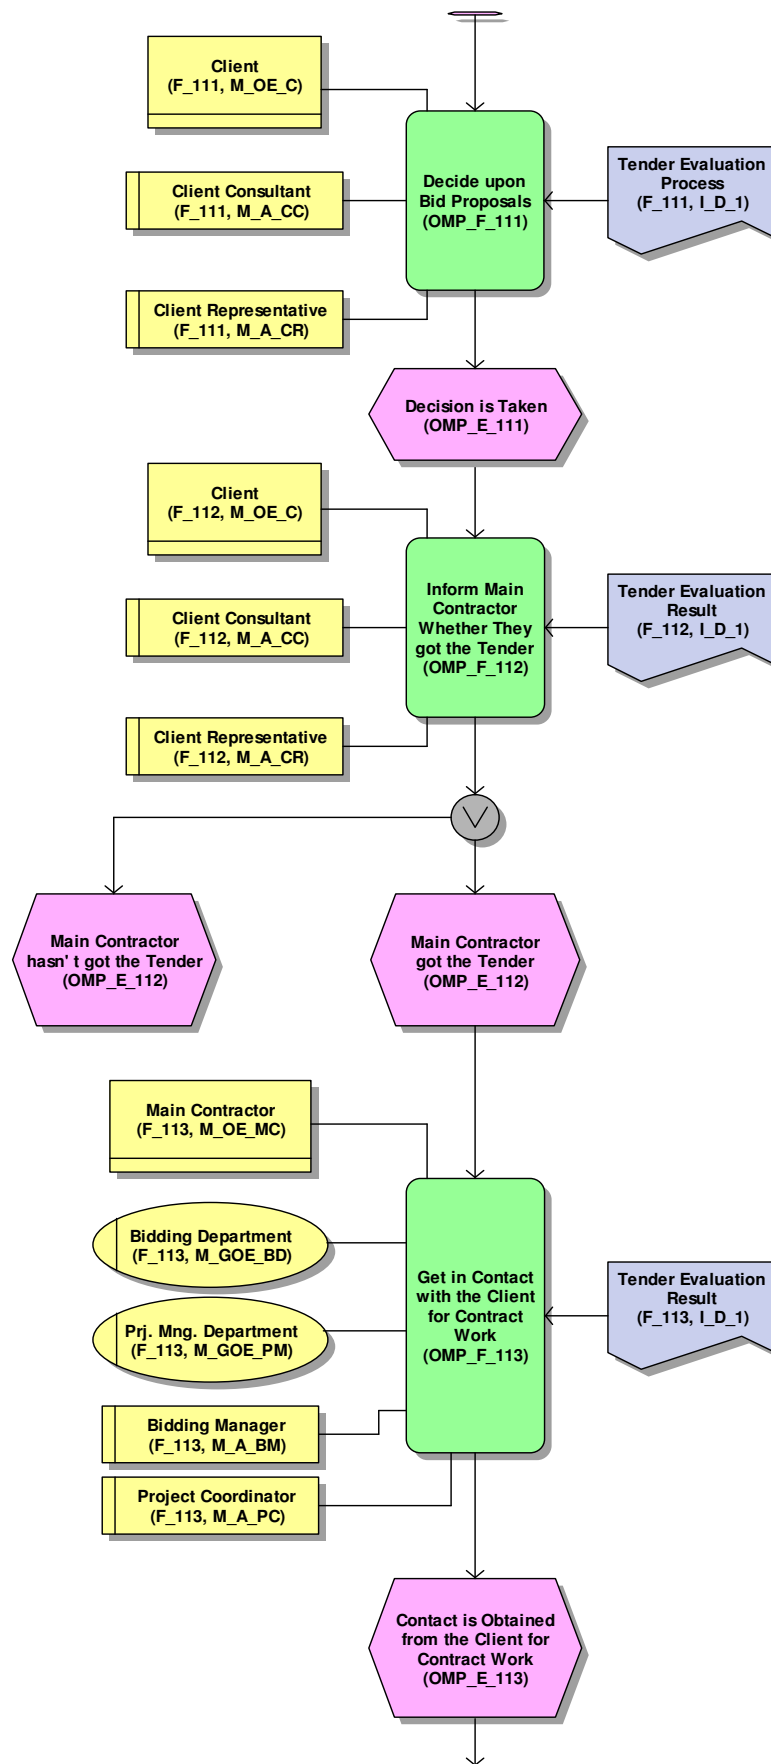 Client
(F_111, M_OE_C)
Client Consultant
(F_111, M_A_CC)
Client Representative
(F_111, M_A_CR)
Decide upon
Bid Proposals
(OMP_F_111)
Tender Evaluation
Process
(F_111, I_D_1)
Decision is Taken
(OMP_E_111)
Client
(F_112, M_OE_C)
Client Consultant
(F_112, M_A_CC)
Client Representative
(F_112, M_A_CR)
Inform Main
Contractor
Whether They
got the Tender
(OMP_F_112)
Tender Evaluation
Result
(F_112, I_D_1)
Main Contractor
hasn' t got the Tender
(OMP_E_112)
Main Contractor
got the Tender
(OMP_E_112)
Main Contractor
(F_113, M_OE_MC)
Bidding Department
(F_113, M_GOE_BD)
Prj. Mng. Department
(F_113, M_GOE_PM)
Bidding Manager
(F_113, M_A_BM)
Project Coordinator
(F_113, M_A_PC)
Get in Contact
with the Client
for Contract
Work
(OMP_F_113)
Tender Evaluation
Result
(F_113, I_D_1)
Contact is Obtained
from the Client for
Contract Work
(OMP_E_113)